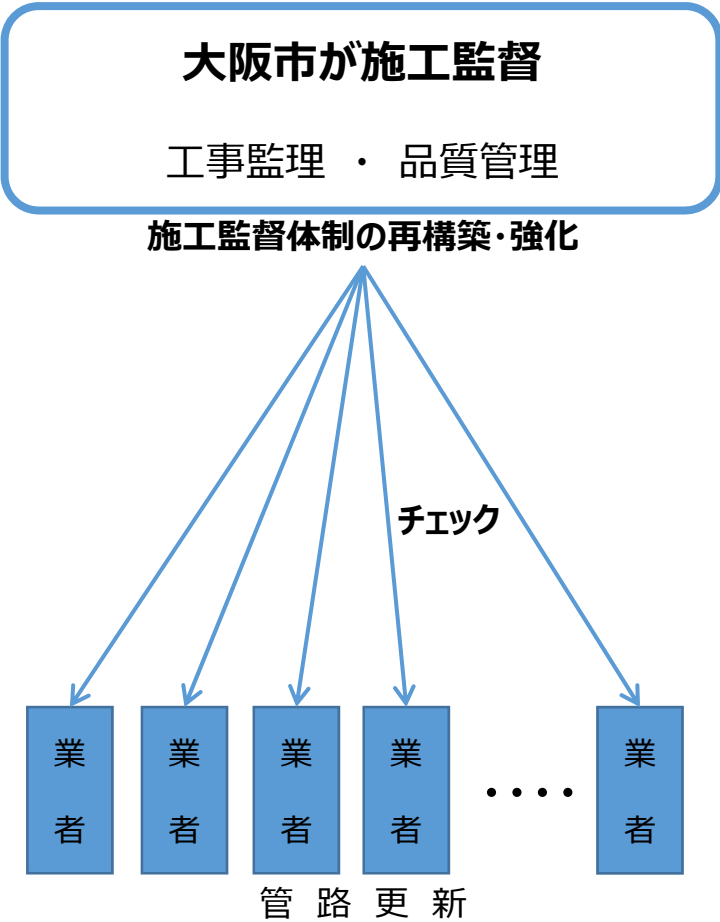 大阪市が施工監督
工事監理 ・ 品質管理
施工監督体制の再構築・強化
チェック
業者
業者
業者
業者
・・・・
業者
管路更新